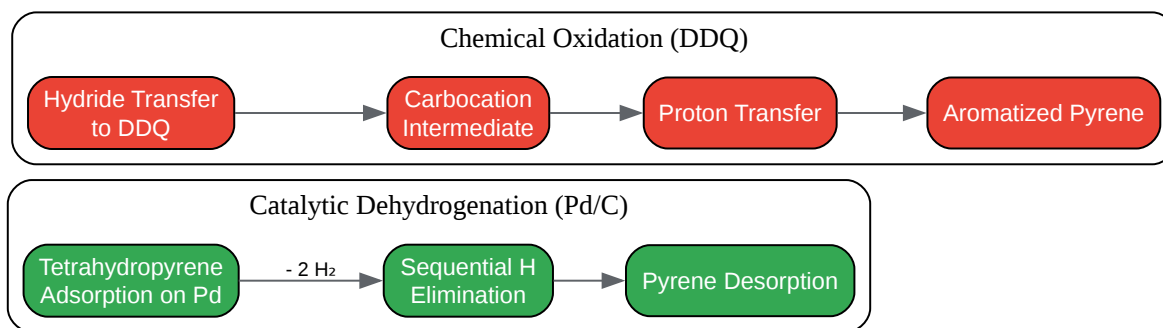 Chemical Oxidation (DDQ)
Hydride Transfer
to DDQ
Carbocation
Intermediate
Proton Transfer
Aromatized Pyrene
Catalytic Dehydrogenation (Pd/C)
Tetrahydropyrene
Adsorption on Pd
- 2 H₂
Sequential H
Elimination
Pyrene Desorption